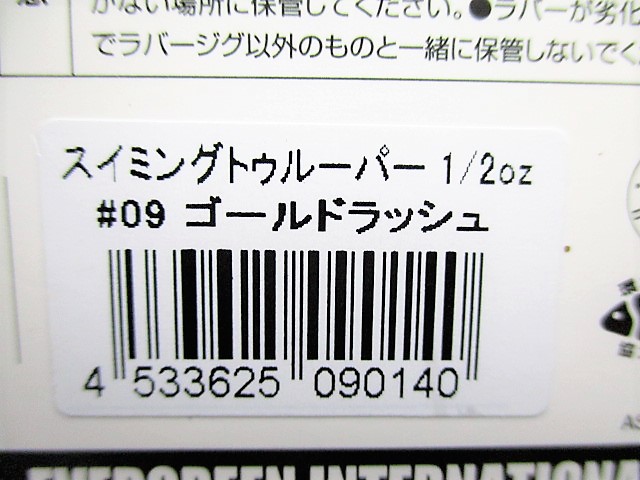 ない場所に保管してください。●ラバーが劣化
でラバージグ以外のものと一緒に保管しないでく
スイミングトゥルーパー 1/2oz
#09 ゴールドラッシュ
4 533625 090140
EVERGREEN INTERNATIONAL